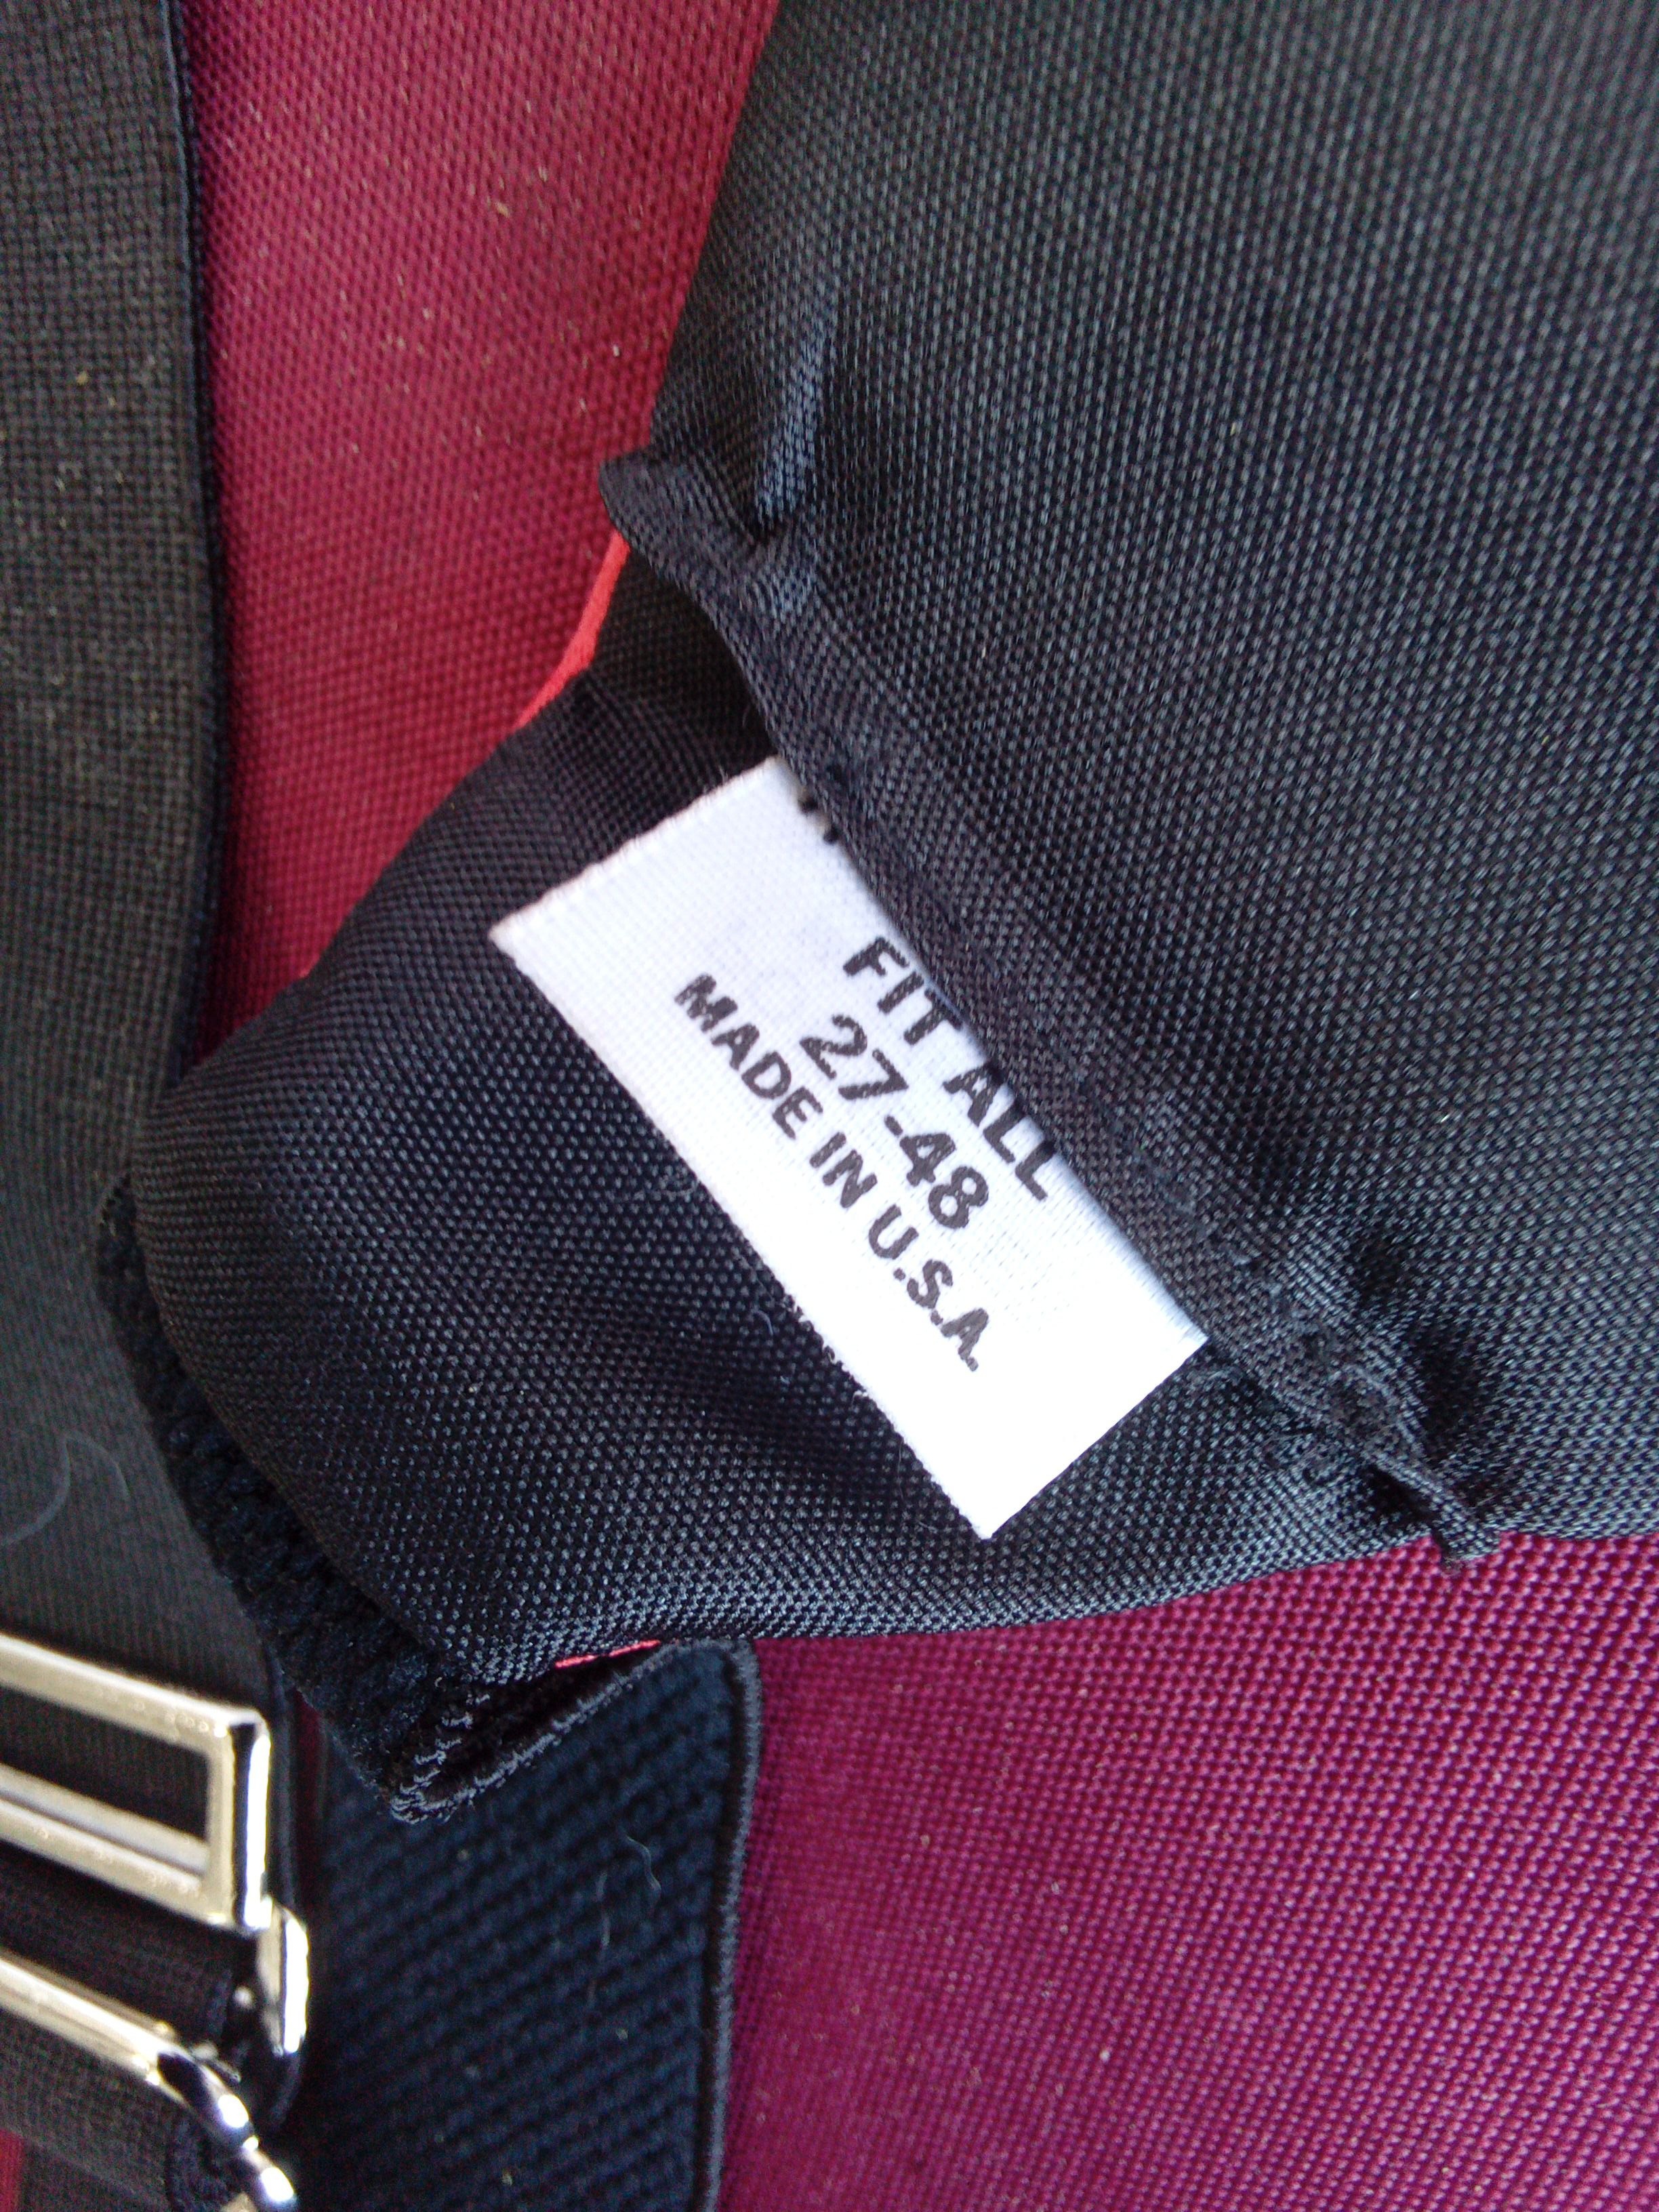 FIT ALL
27-48
MADE IN U.S.A.